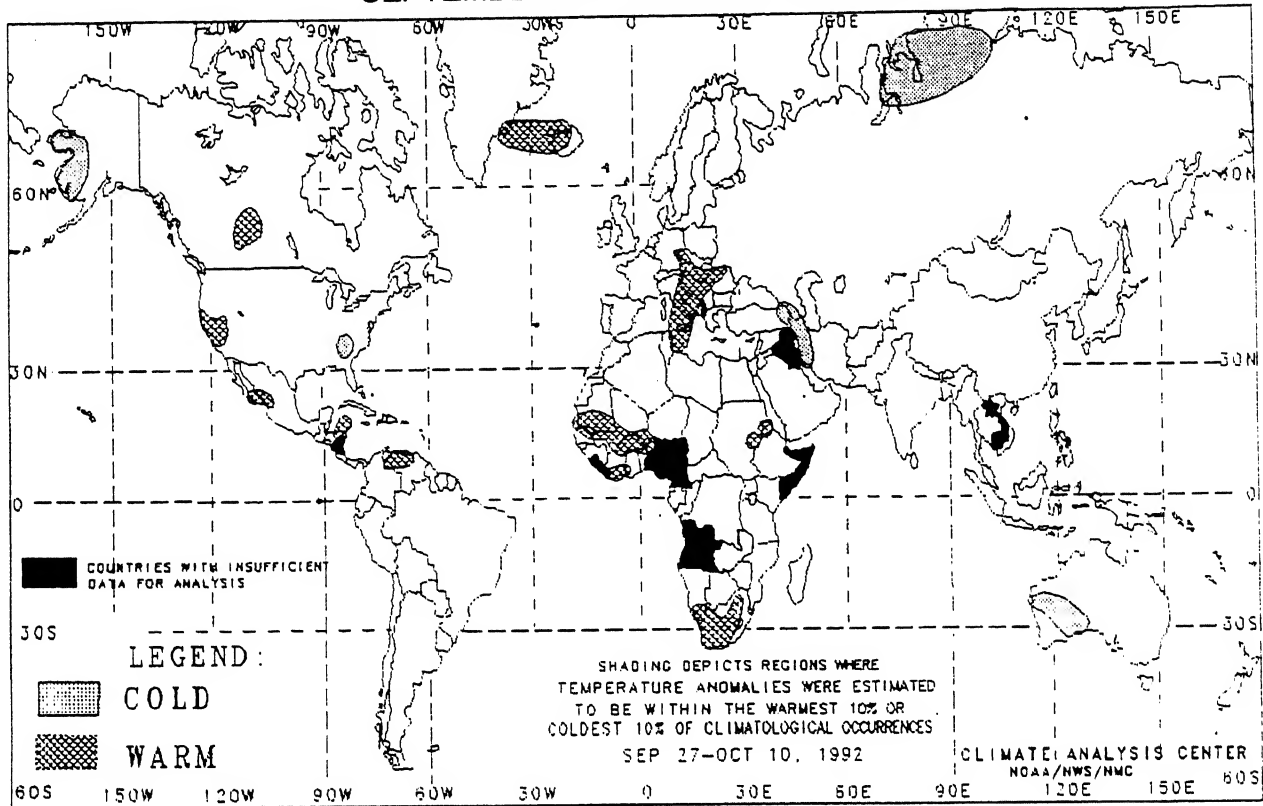 150W 90W 60W 0 30E 90E 120E 150E
60N
30N 30N
0 0
COUNTRIES WITH INSUFFICIENT
DATA FOR ANALYSIS
30S 30S
LEGEND:
COLD
WARM
SHADING DEPICTS REGIONS WHERE
TEMPERATURE ANOMALIES WERE ESTIMATED
TO BE WITHIN THE WARMEST 10% OR
COLDEST 10% OF CLIMATOLOGICAL OCCURRENCES
SEP 27-OCT 10, 1992
CLIMATE ANALYSIS CENTER
NOAA/NWS/NMC
60S 150W 120W 90W 60W 30W 0 30E 60E 90E 120E 150E 60S